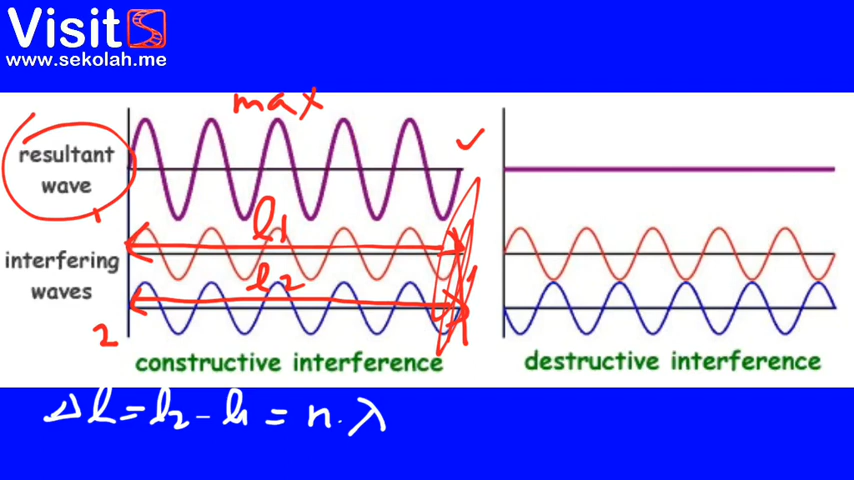 Visit S
www.sekolah.me
max
resultant
wave
1
l1
interfering
waves
l2
2
constructive interference
destructive interference
Δl = l2 - l1 = n.λ